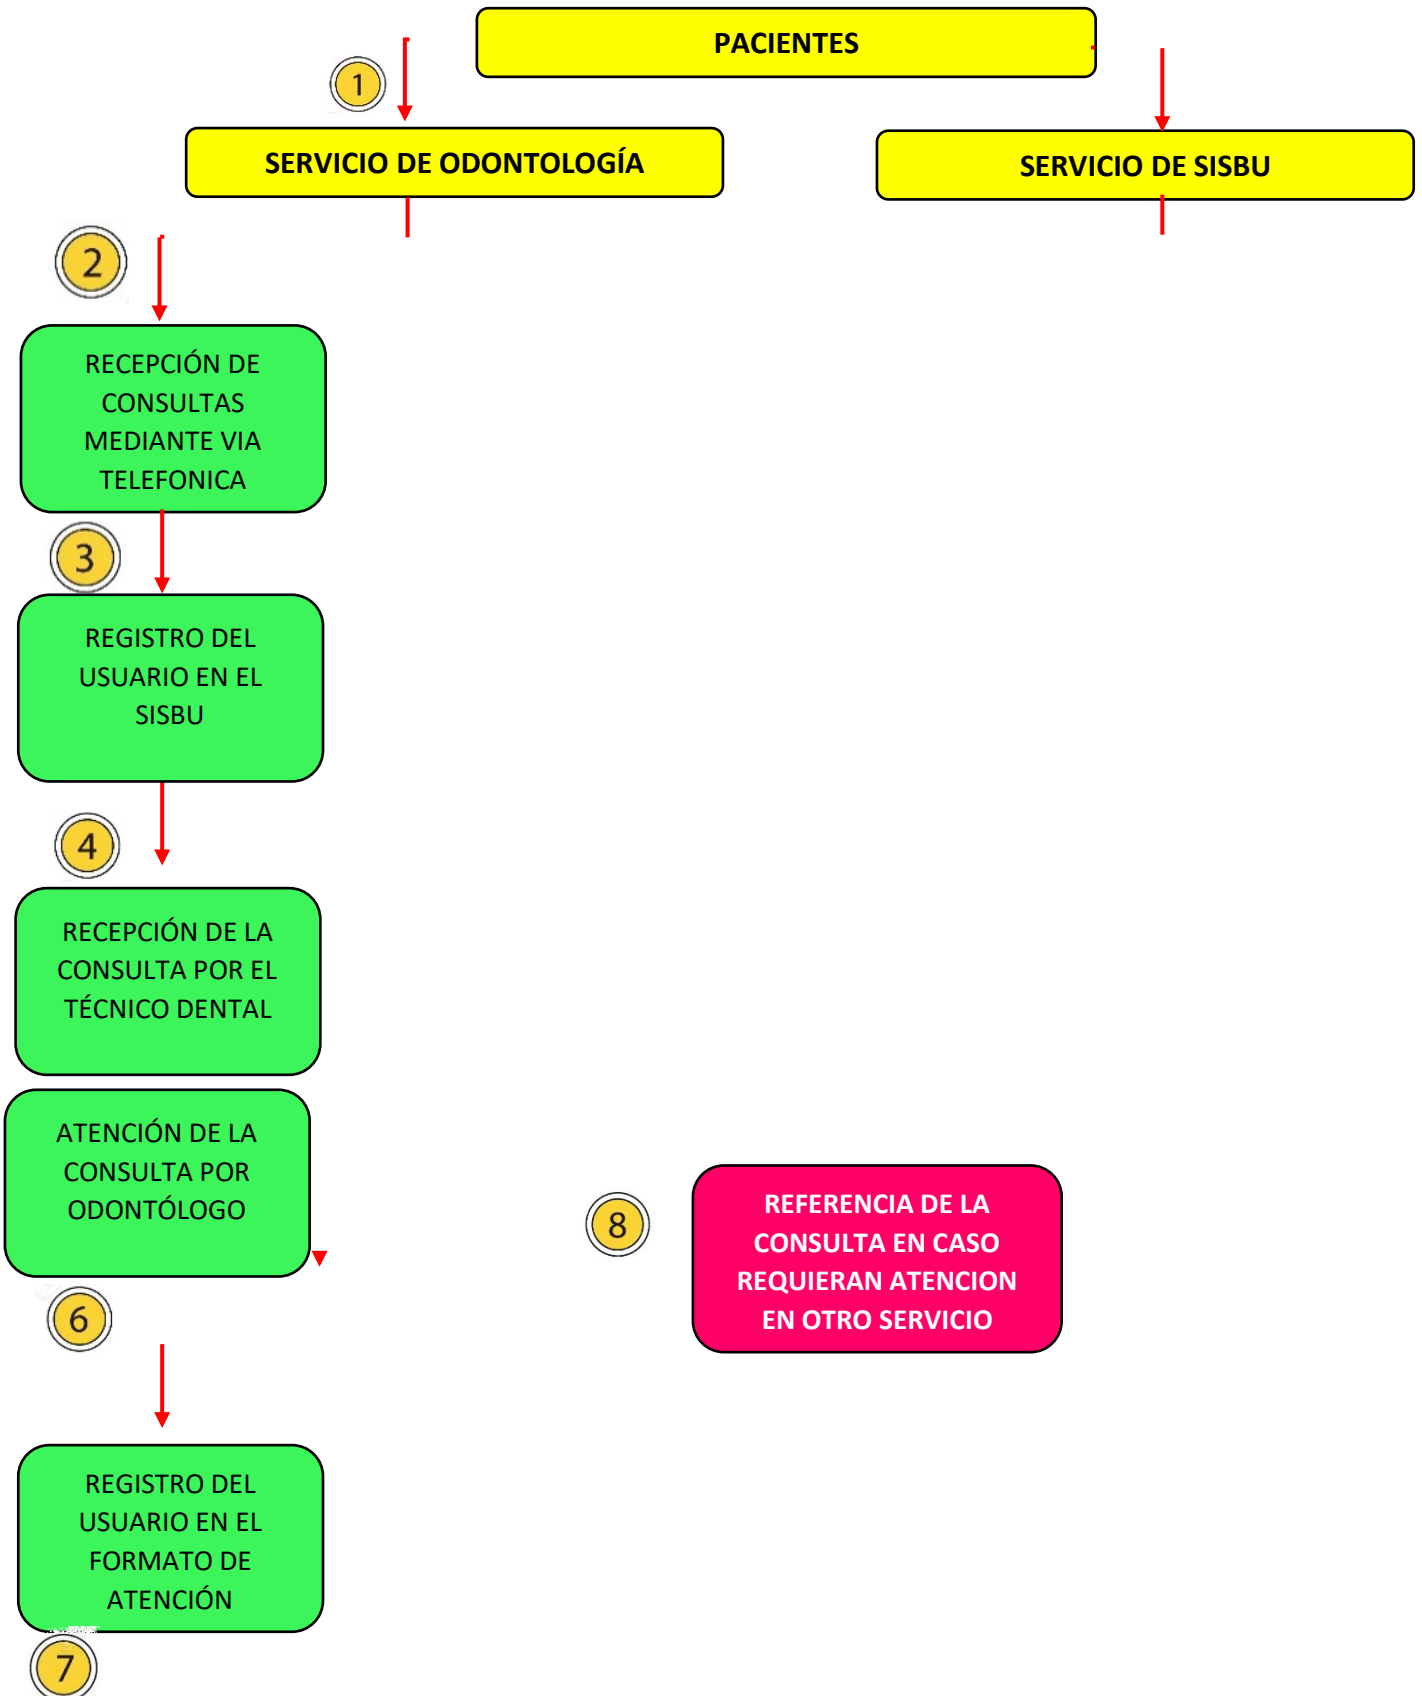 PACIENTES
1
SERVICIO DE ODONTOLOGÍA
SERVICIO DE SISBU
2
RECEPCIÓN DE
CONSULTAS
MEDIANTE VIA
TELEFONICA
3
REGISTRO DEL
USUARIO EN EL
SISBU
4
RECEPCIÓN DE LA
CONSULTA POR EL
TÉCNICO DENTAL
ATENCIÓN DE LA
CONSULTA POR
ODONTÓLOGO
8
REFERENCIA DE LA
CONSULTA EN CASO
REQUIERAN ATENCION
EN OTRO SERVICIO
6
REGISTRO DEL
USUARIO EN EL
FORMATO DE
ATENCIÓN
7